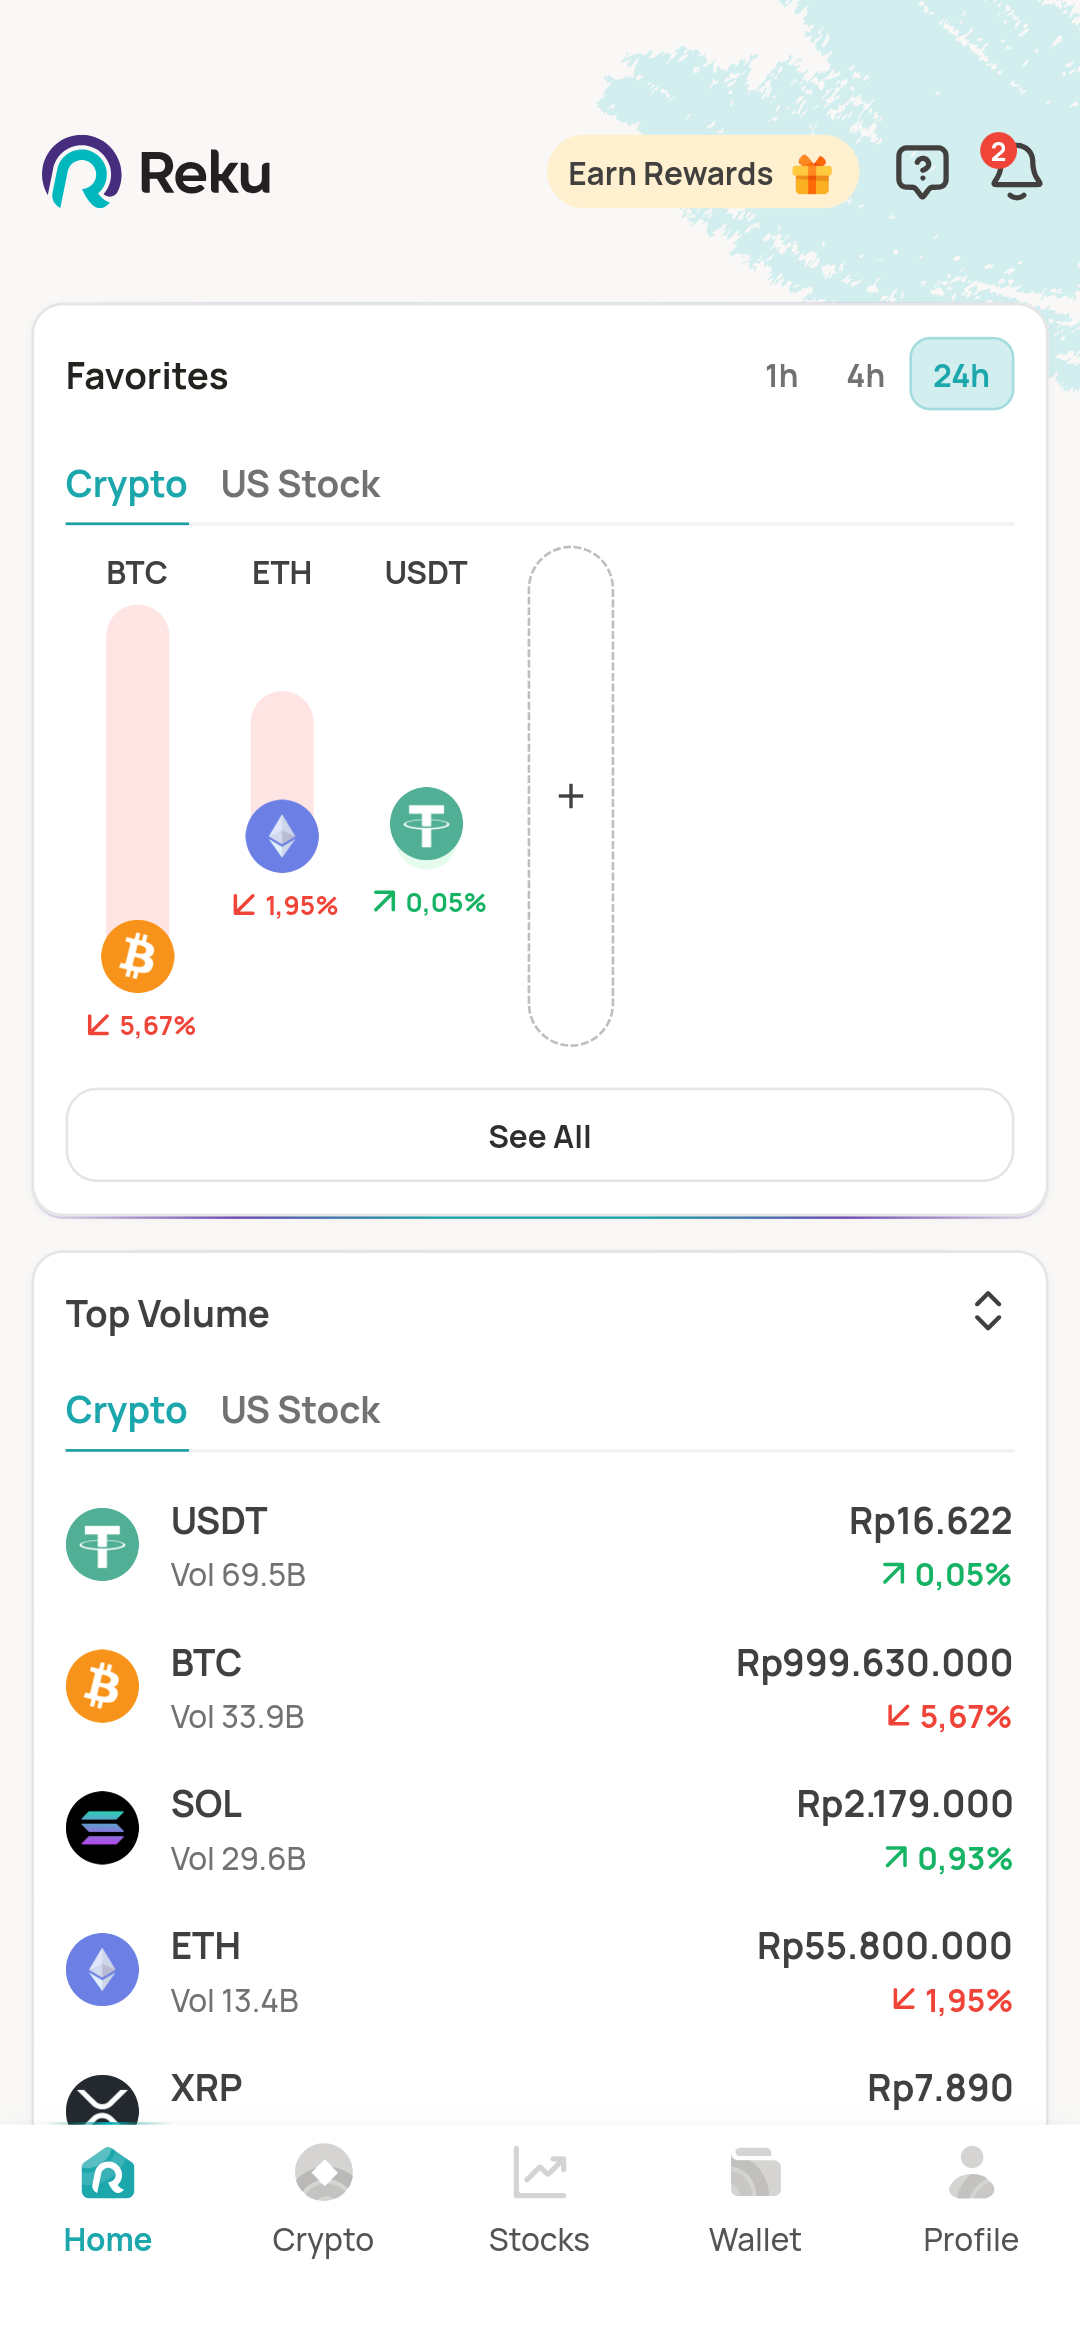 Reku
Earn Rewards
2
Favorites
1h 4h 24h
Crypto US Stock
BTC ETH USDT
1,95% 0,05%
5,67%
See All
Top Volume
Crypto US Stock
USDT Rp16.622
Vol 69.5B 0,05%
BTC Rp999.630.000
Vol 33.9B 5,67%
SOL Rp2.179.000
Vol 29.6B 0,93%
ETH Rp55.800.000
Vol 13.4B 1,95%
XRP Rp7.890
Home Crypto Stocks Wallet Profile